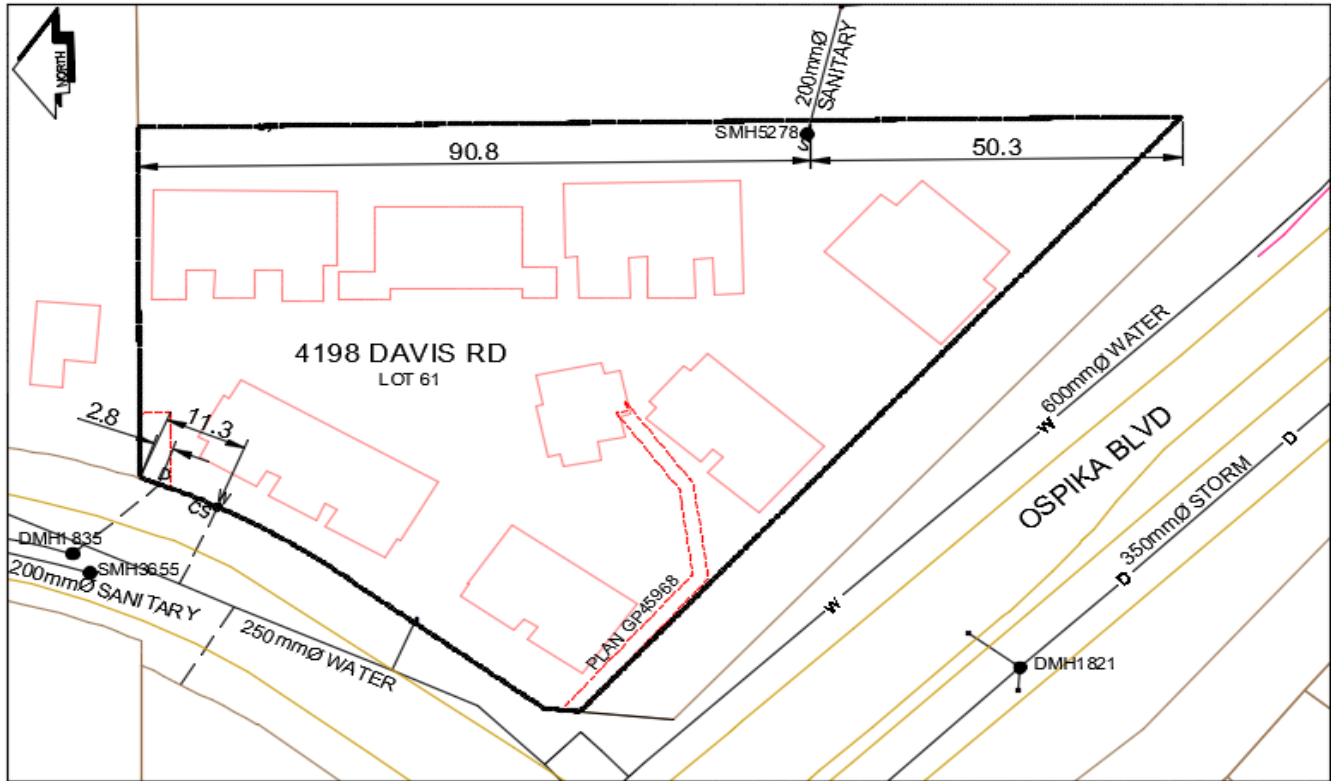 NORTH
200mmØ
SANITARY
S
SMH5278
S
90.8
50.3
4198 DAVIS RD
LOT 61
2.8
11.3
D
W
CS
DMH1835
SMH3655
200mmØ SANITARY
250mmØ WATER
PLAN GP45968
W
600mmØ WATER
W
OSPIKA BLVD
350mmØ STORM
D
D
DMH1821